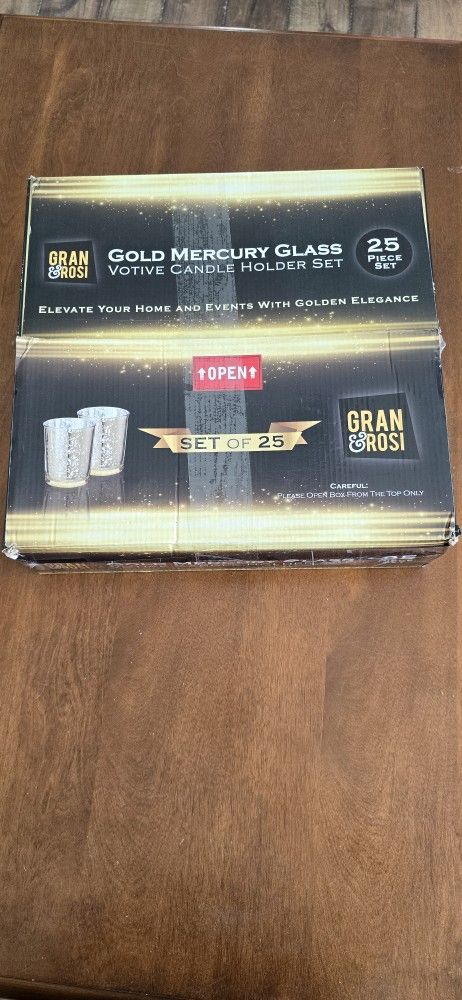 GRAN
&ROSI
GOLD MERCURY GLASS
VOTIVE CANDLE HOLDER SET
25
PIECE
SET
ELEVATE YOUR HOME AND EVENTS WITH GOLDEN ELEGANCE
↑OPEN↑
SET OF 25
GRAN
&ROSI
CAREFUL:
PLEASE OPEN BOX FROM THE TOP ONLY